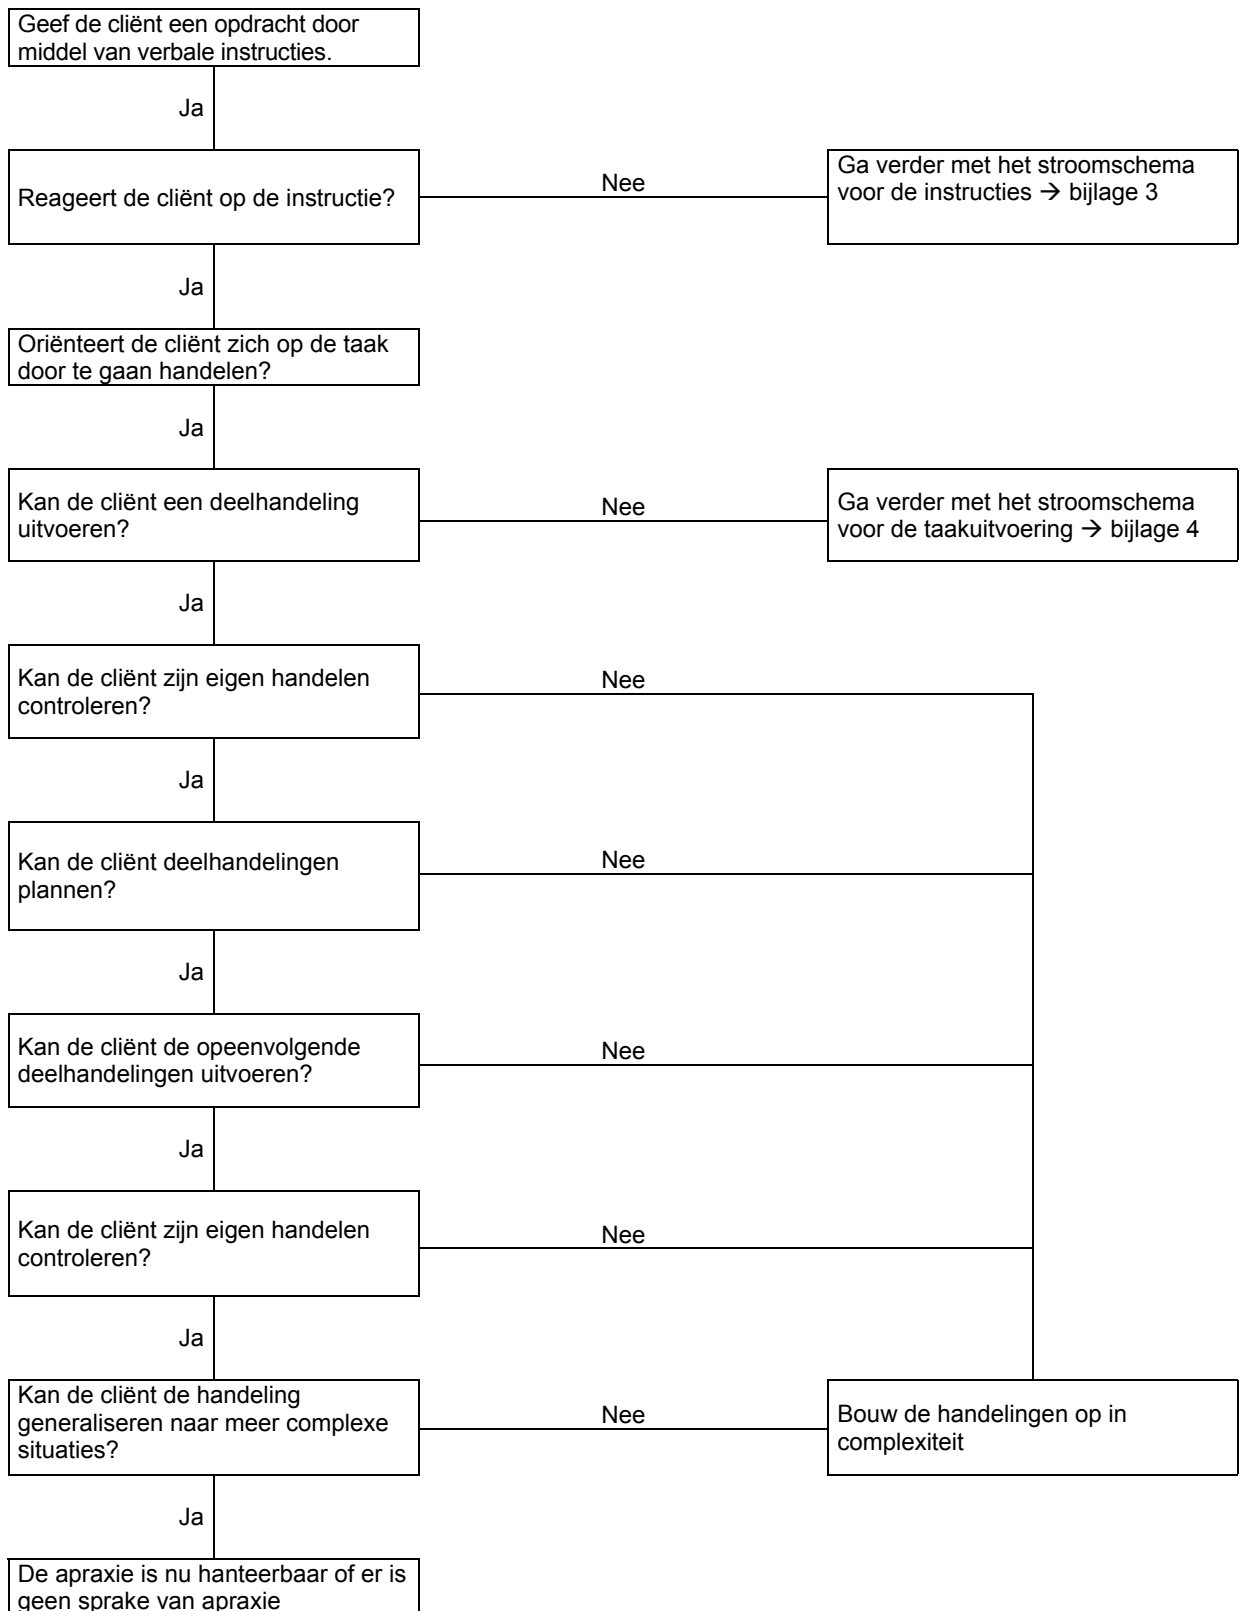 Geef de cliënt een opdracht door
middel van verbale instructies.
Ja
Reageert de cliënt op de instructie?
Nee
Ga verder met het stroomschema
voor de instructies → bijlage 3
Ja
Oriënteert de cliënt zich op de taak
door te gaan handelen?
Ja
Kan de cliënt een deelhandeling
uitvoeren?
Nee
Ga verder met het stroomschema
voor de taakuitvoering → bijlage 4
Ja
Kan de cliënt zijn eigen handelen
controleren?
Nee
Ja
Kan de cliënt deelhandelingen
plannen?
Nee
Ja
Kan de cliënt de opeenvolgende
deelhandelingen uitvoeren?
Nee
Ja
Kan de cliënt zijn eigen handelen
controleren?
Nee
Ja
Kan de cliënt de handeling
generaliseren naar meer complexe
situaties?
Nee
Bouw de handelingen op in
complexiteit
Ja
De apraxie is nu hanteerbaar of er is
geen sprake van apraxie